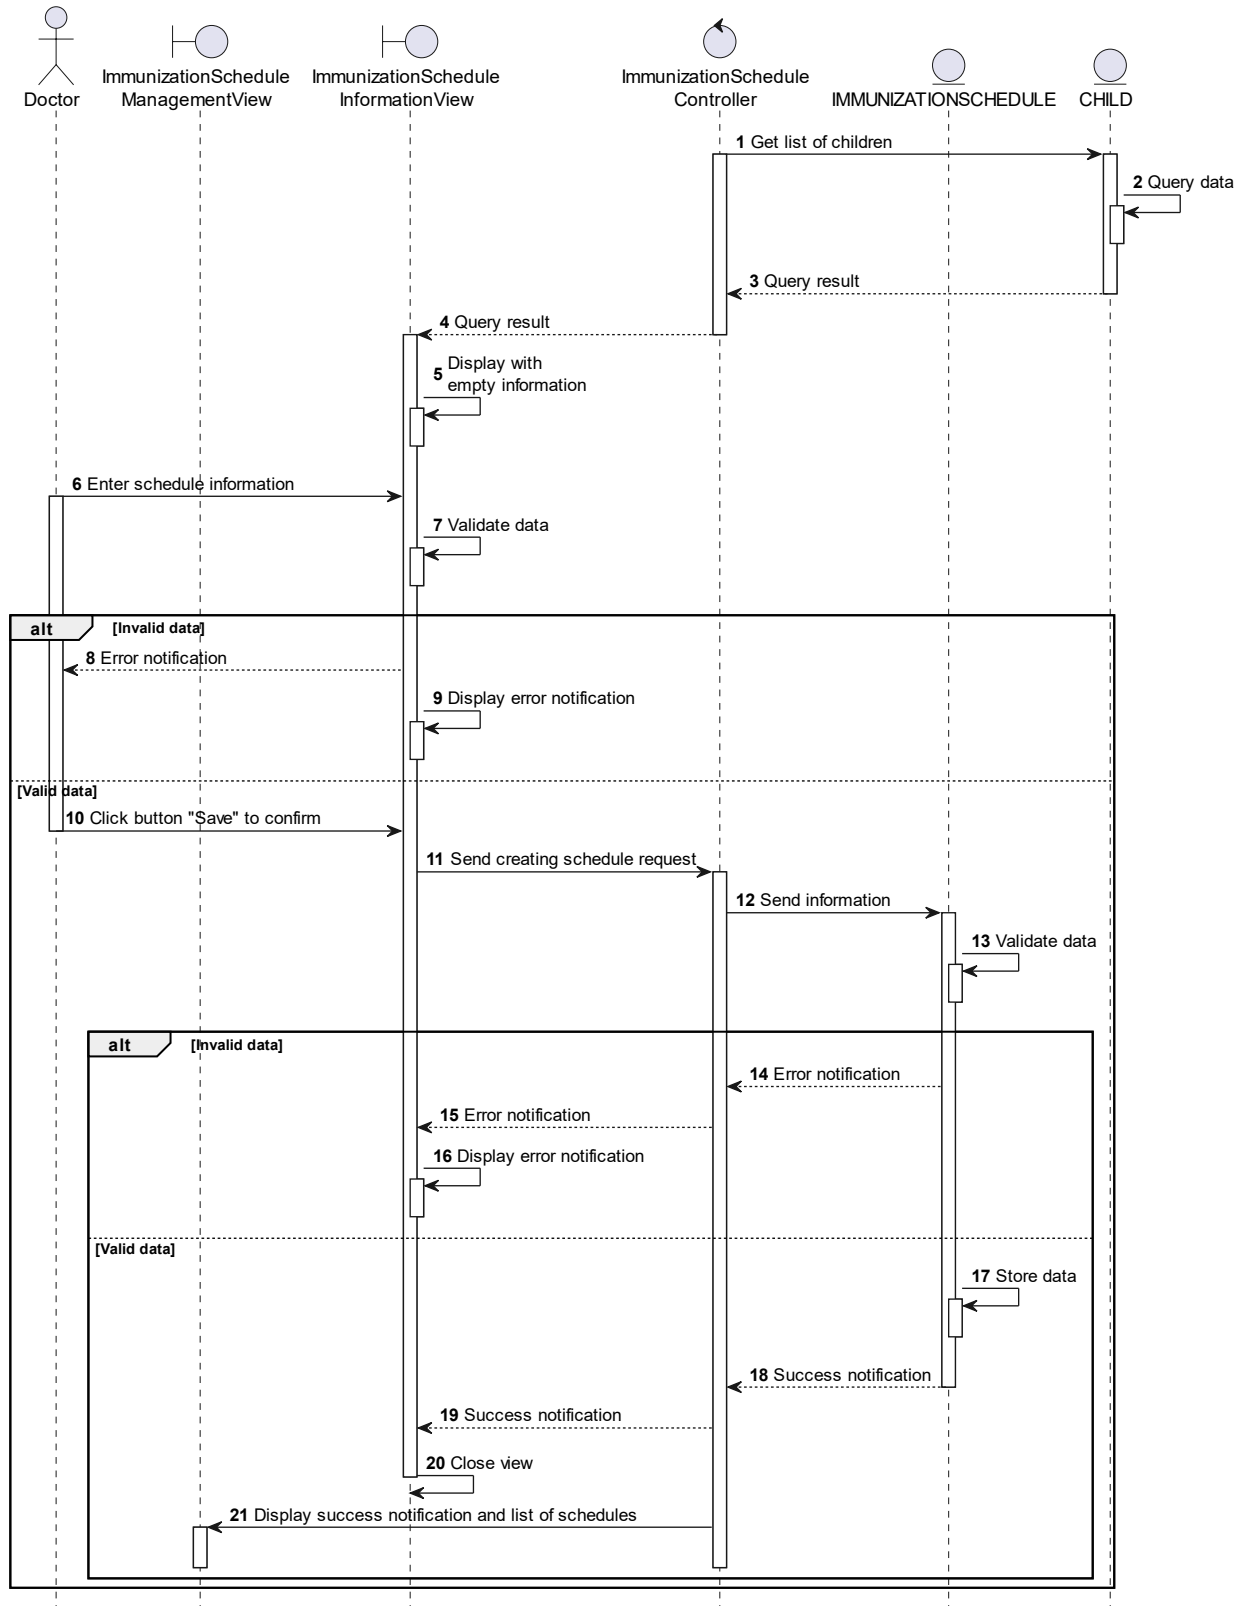 Doctor
ImmunizationSchedule
ManagementView
ImmunizationSchedule
InformationView
ImmunizationSchedule
Controller
IMMUNIZATIONSCHEDULE
CHILD
1 Get list of children
2 Query data
3 Query result
4 Query result
5 Display with
empty information
6 Enter schedule information
7 Validate data
alt [Invalid data]
8 Error notification
9 Display error notification
[Valid data]
10 Click button "Save" to confirm
11 Send creating schedule request
12 Send information
13 Validate data
alt [Invalid data]
14 Error notification
15 Error notification
16 Display error notification
[Valid data]
17 Store data
18 Success notification
19 Success notification
20 Close view
21 Display success notification and list of schedules